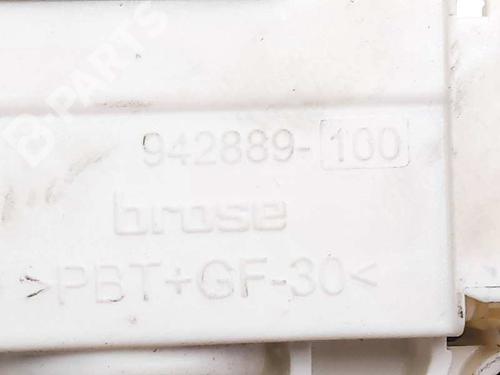 B-PARTS
942889-100
brose
>PBT+GF-30<